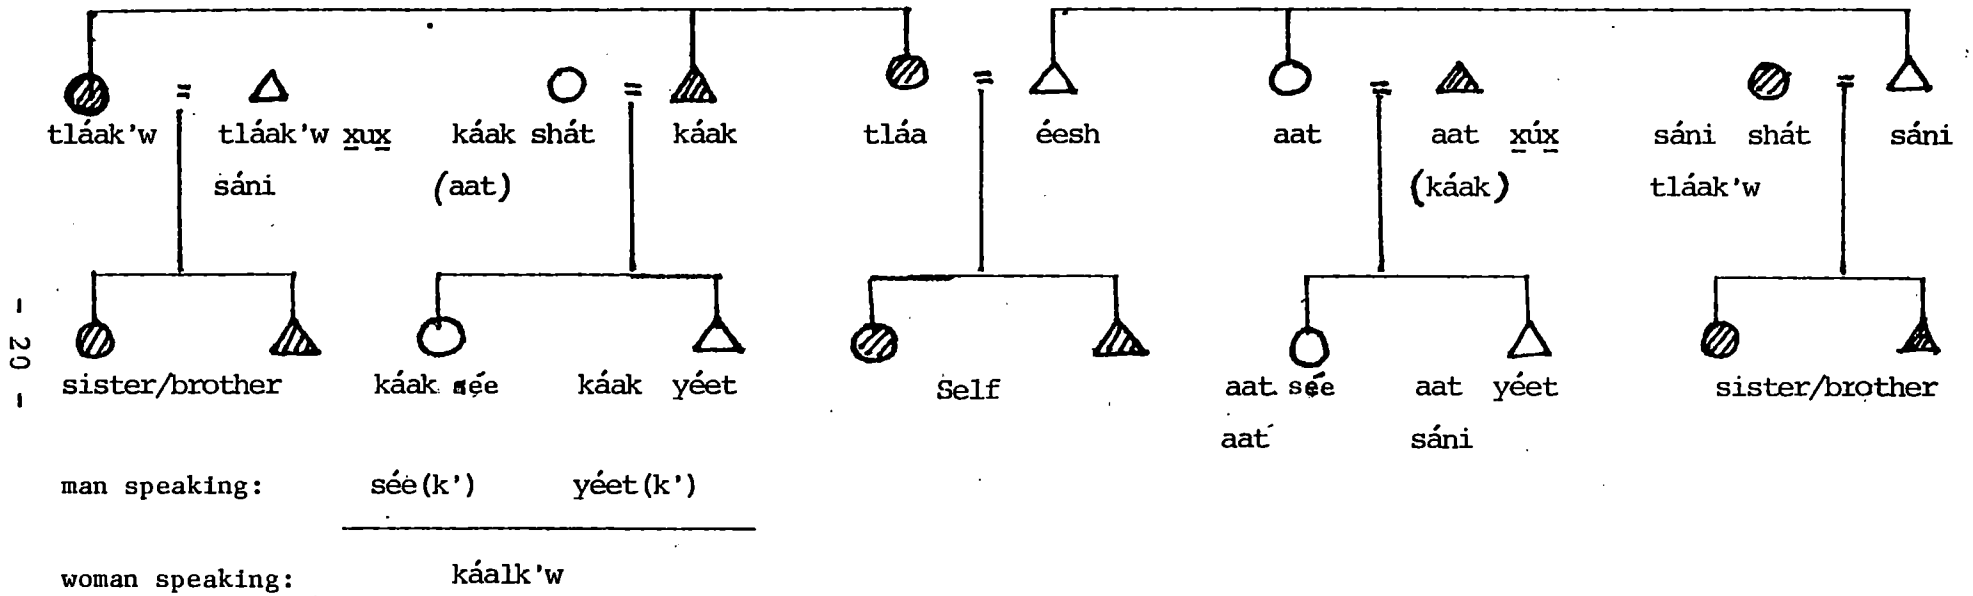 tláak'w tláak'w x̲ux̲ káak shát káak tláa éesh aat aat x̲úx̲ sáni shát sáni
sáni (aat) (káak) tláak'w
sister/brother káak sée káak yéet Self aat sée aat yéet sister/brother
aat sáni
man speaking: sée(k') yéet(k')
woman speaking: káalk'w
- 20 -